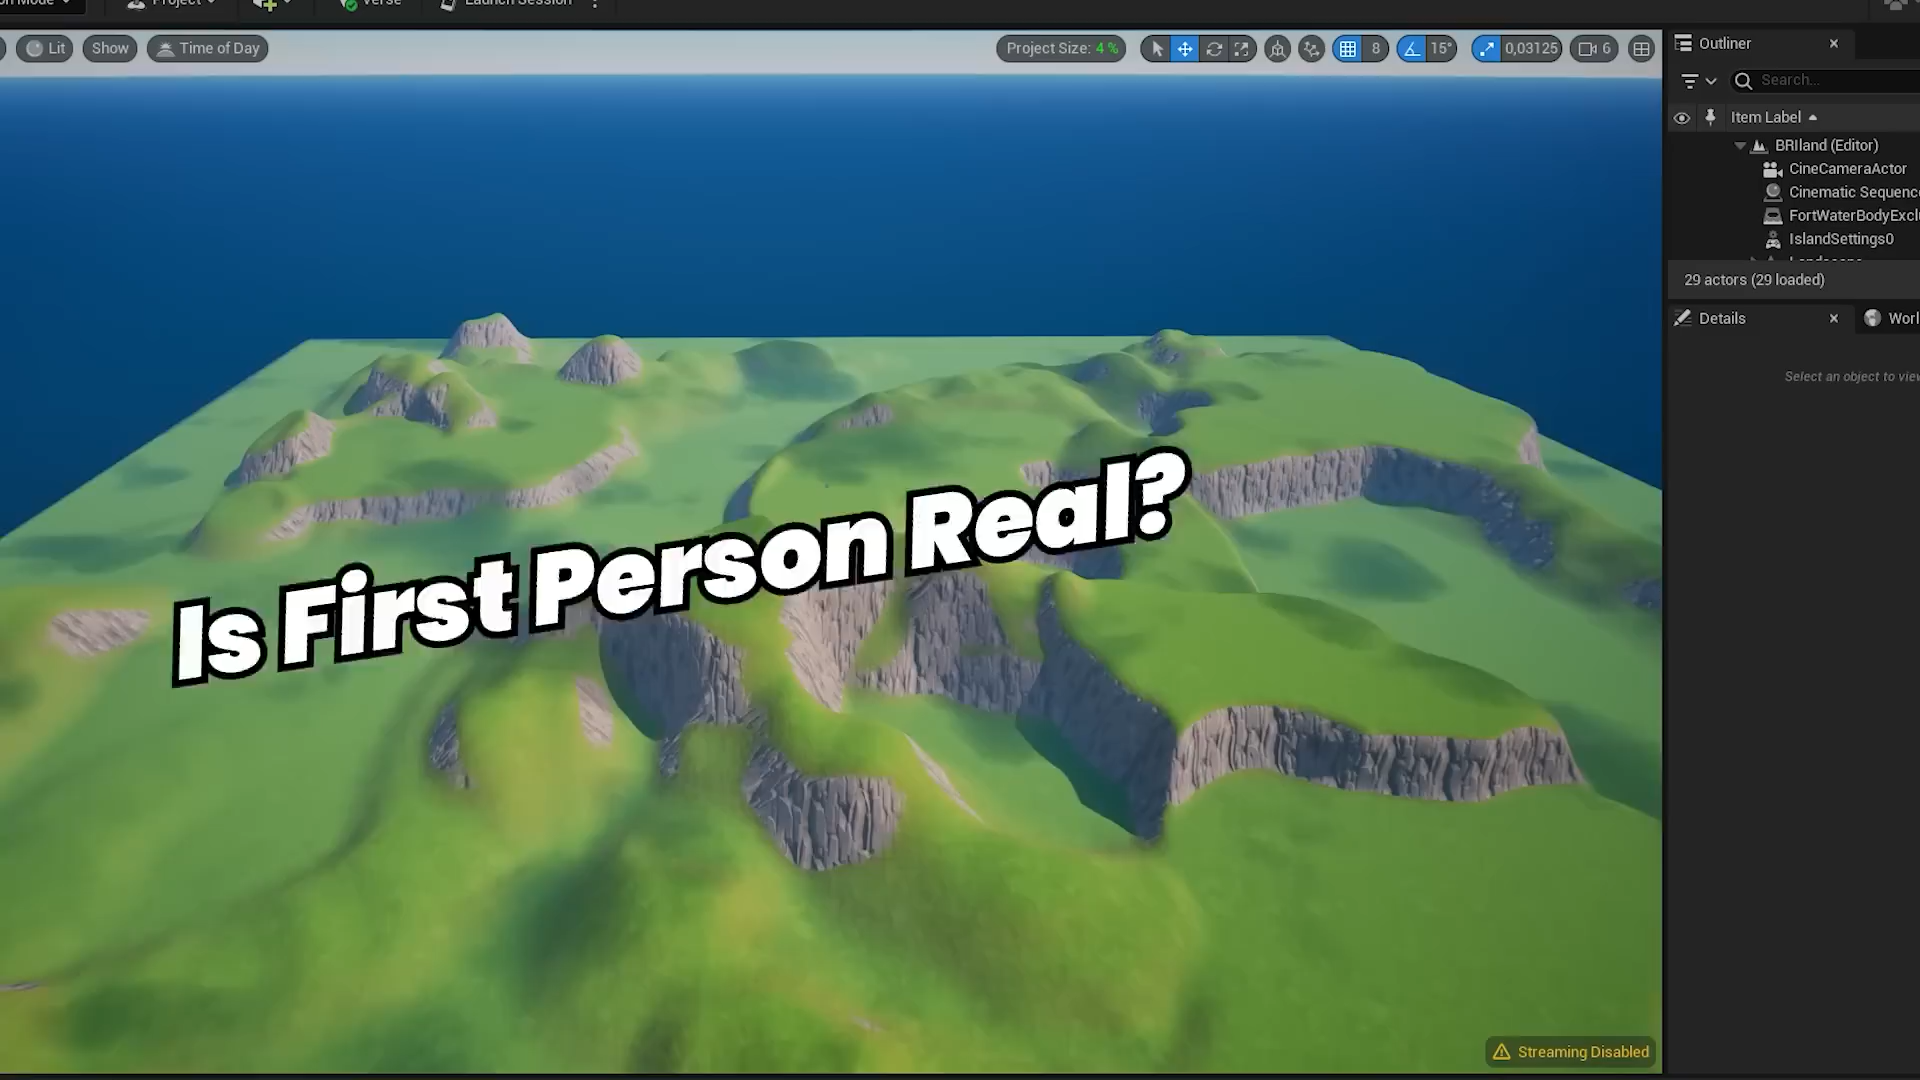 Project
Verse
Launch Session
Lit
Show
Time of Day
Project Size: 4 %
8
15°
0,03125
6
Outliner
Search...
Item Label
BRIland (Editor)
CineCameraActor
Cinematic Sequenc
FortWaterBodyExcl
IslandSettings0
29 actors (29 loaded)
Details
Worl
Select an object to view
Is First Person Real?
Streaming Disabled